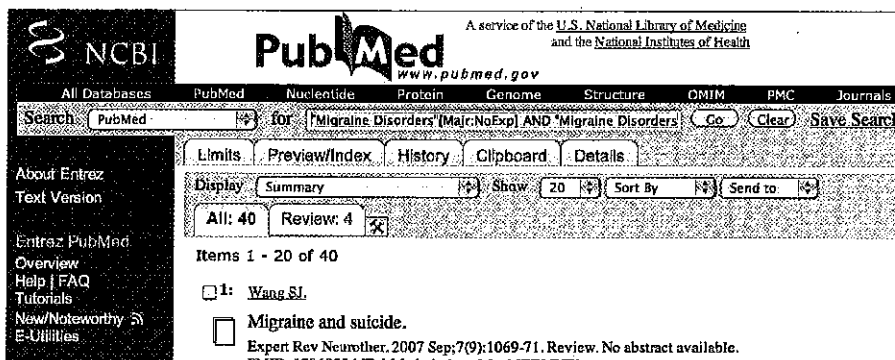 NCBI
PubMed
www.pubmed.gov
A service of the U.S. National Library of Medicine
and the National Institutes of Health
All Databases PubMed Nucleotide Protein Genome Structure OMIM PMC Journals
Search PubMed for "Migraine Disorders"[Majr:NoExp] AND "Migraine Disorders Go Clear Save Searc
Limits Preview/Index History Clipboard Details
Display Summary Show 20 Sort By Send to
All: 40 Review: 4
About Entrez
Text Version
Entrez PubMed
Overview
Help | FAQ
Tutorials
New/Noteworthy
E-Utilities
Items 1 - 20 of 40
1: Wang SJ.
Migraine and suicide.
Expert Rev Neurother. 2007 Sep;7(9):1069-71. Review. No abstract available.